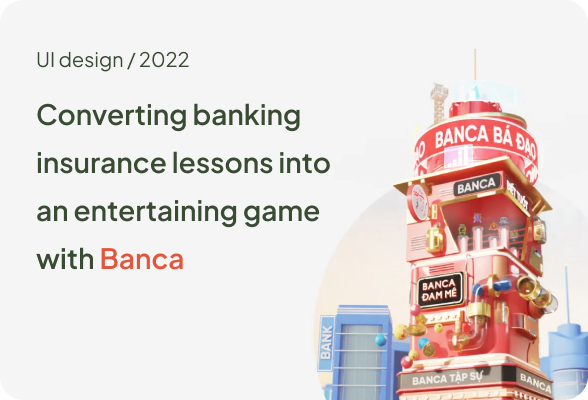 UI design / 2022
Converting banking
insurance lessons into
an entertaining game
with Banca
BANCA BÁ ĐẠO
BANCA
BANCA
ĐAM MÊ
BANK
BANCA TẬP SỰ
BANCA